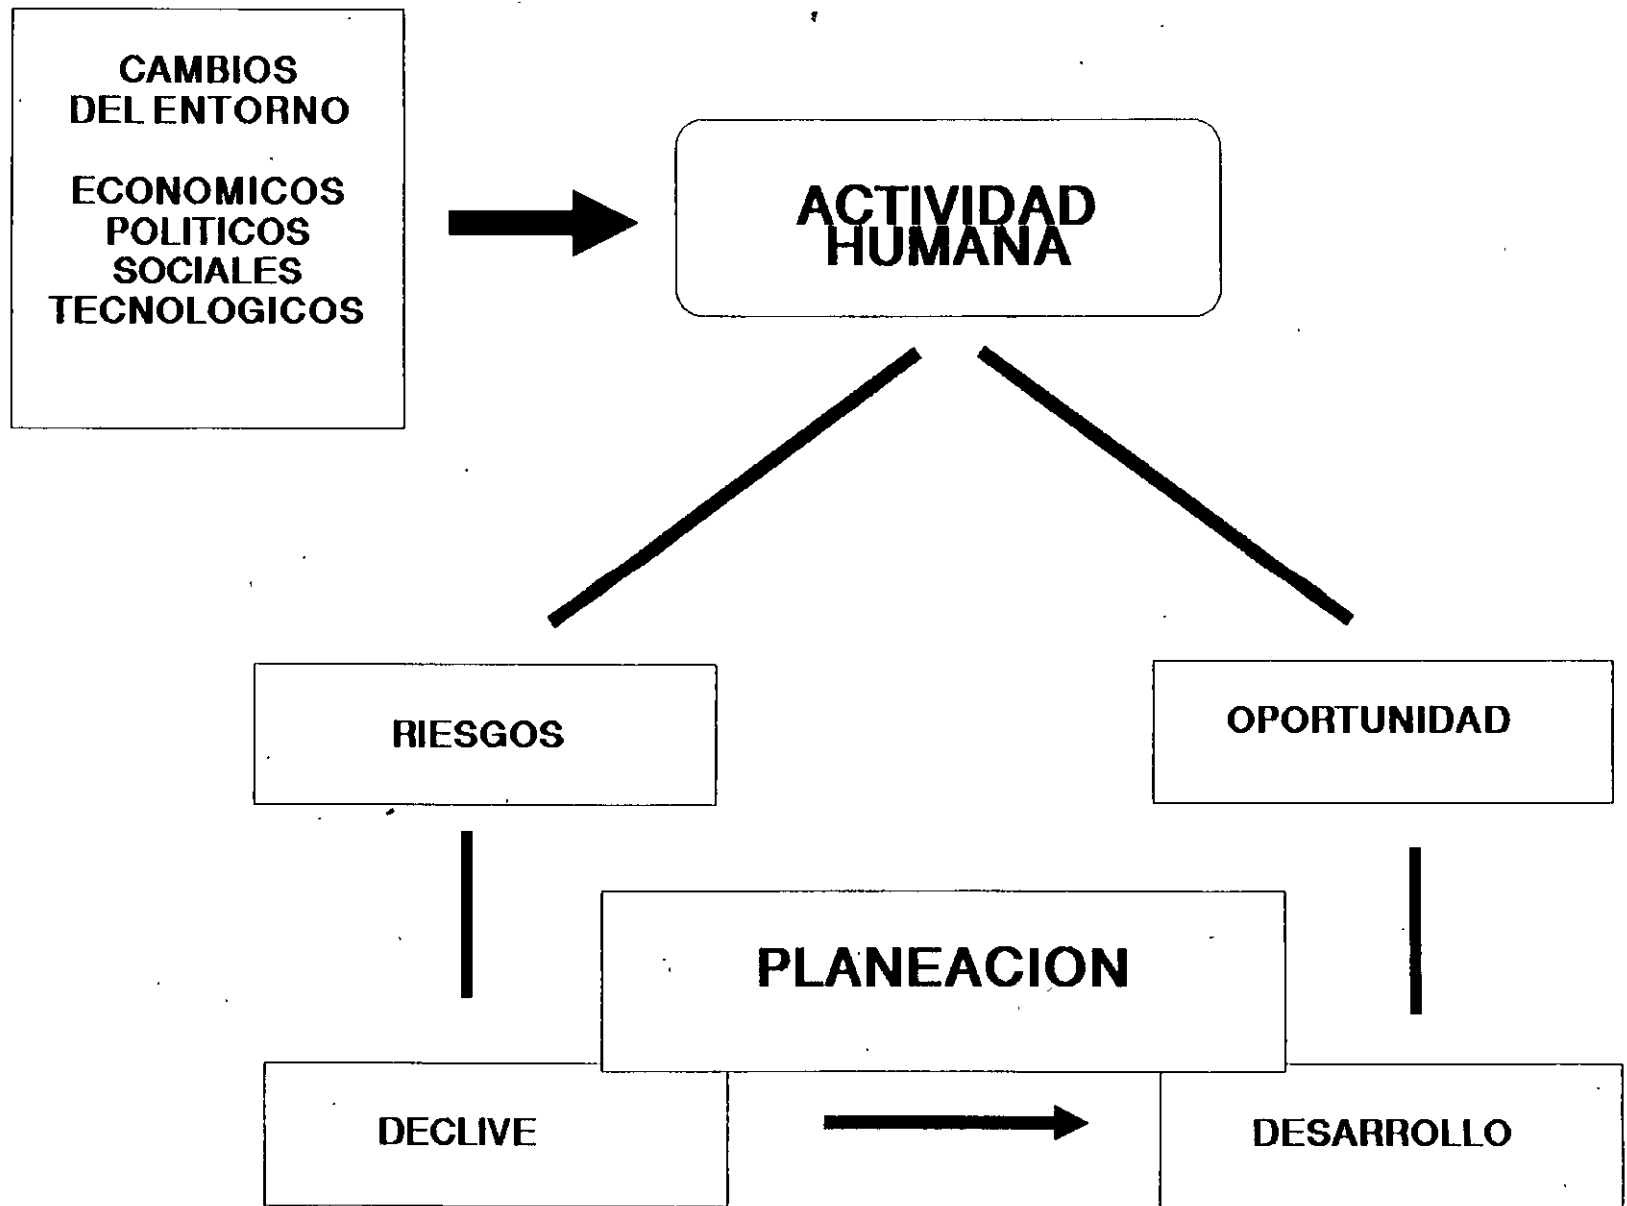 CAMBIOS
DEL ENTORNO
ECONOMICOS
POLITICOS
SOCIALES
TECNOLOGICOS
ACTIVIDAD
HUMANA
RIESGOS
OPORTUNIDAD
PLANEACION
DECLIVE
DESARROLLO